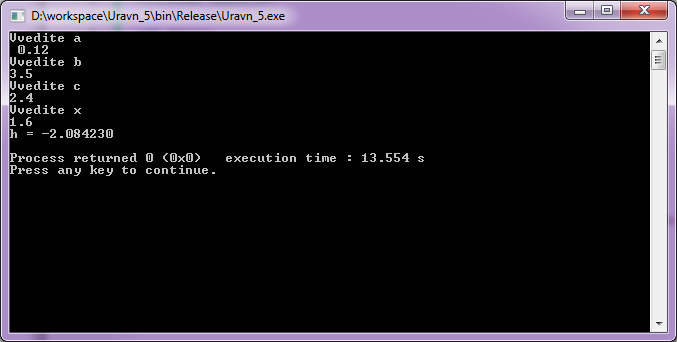 D:\workspace\Uravn_5\bin\Release\Uravn_5.exe
Vvedite a
0.12
Vvedite b
3.5
Vvedite c
2.4
Vvedite x
1.6
h = -2.084230
Process returned 0 (0x0)   execution time : 13.554 s
Press any key to continue.